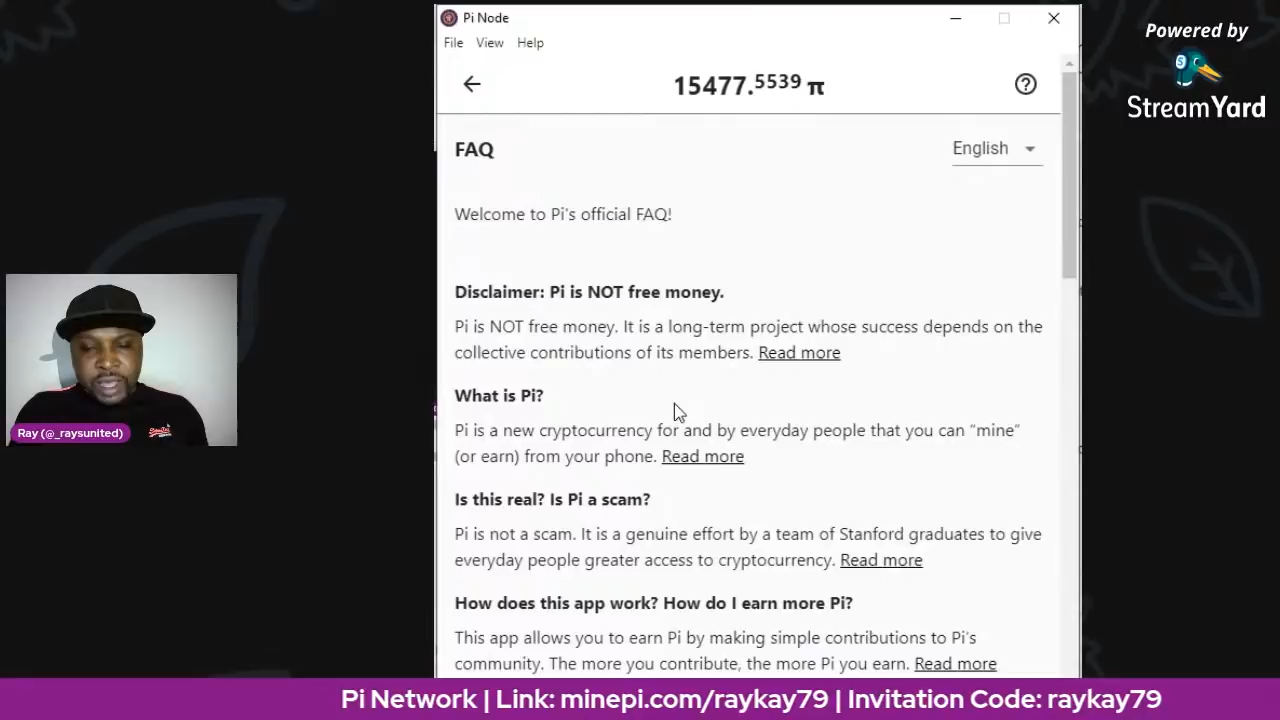 Pi Node
File View Help
15477.5539 π
FAQ
English
Welcome to Pi's official FAQ!
Disclaimer: Pi is NOT free money.
Pi is NOT free money. It is a long-term project whose success depends on the
collective contributions of its members. Read more
What is Pi?
Pi is a new cryptocurrency for and by everyday people that you can “mine”
(or earn) from your phone. Read more
Is this real? Is Pi a scam?
Pi is not a scam. It is a genuine effort by a team of Stanford graduates to give
everyday people greater access to cryptocurrency. Read more
How does this app work? How do I earn more Pi?
This app allows you to earn Pi by making simple contributions to Pi's
community. The more you contribute, the more Pi you earn. Read more
Powered by
StreamYard
Ray (@_raysunited)
Pi Network | Link: minepi.com/raykay79 | Invitation Code: raykay79